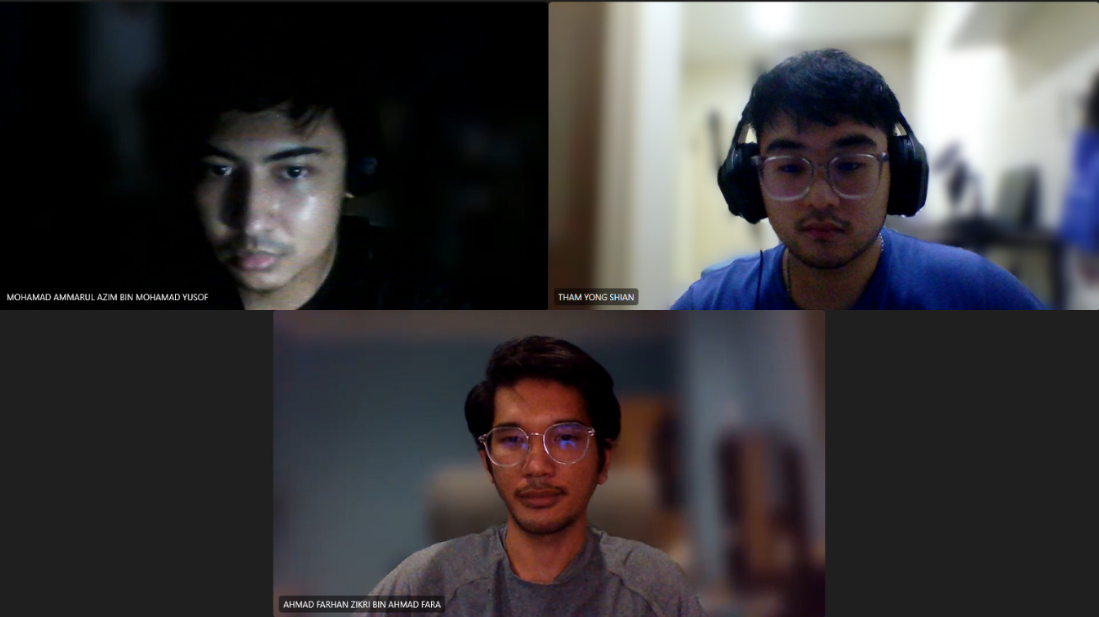 MOHAMAD AMMARUL AZIM BIN MOHAMAD YUSOF
THAM YONG SHIAN
AHMAD FARHAN ZIKRI BIN AHMAD FARA